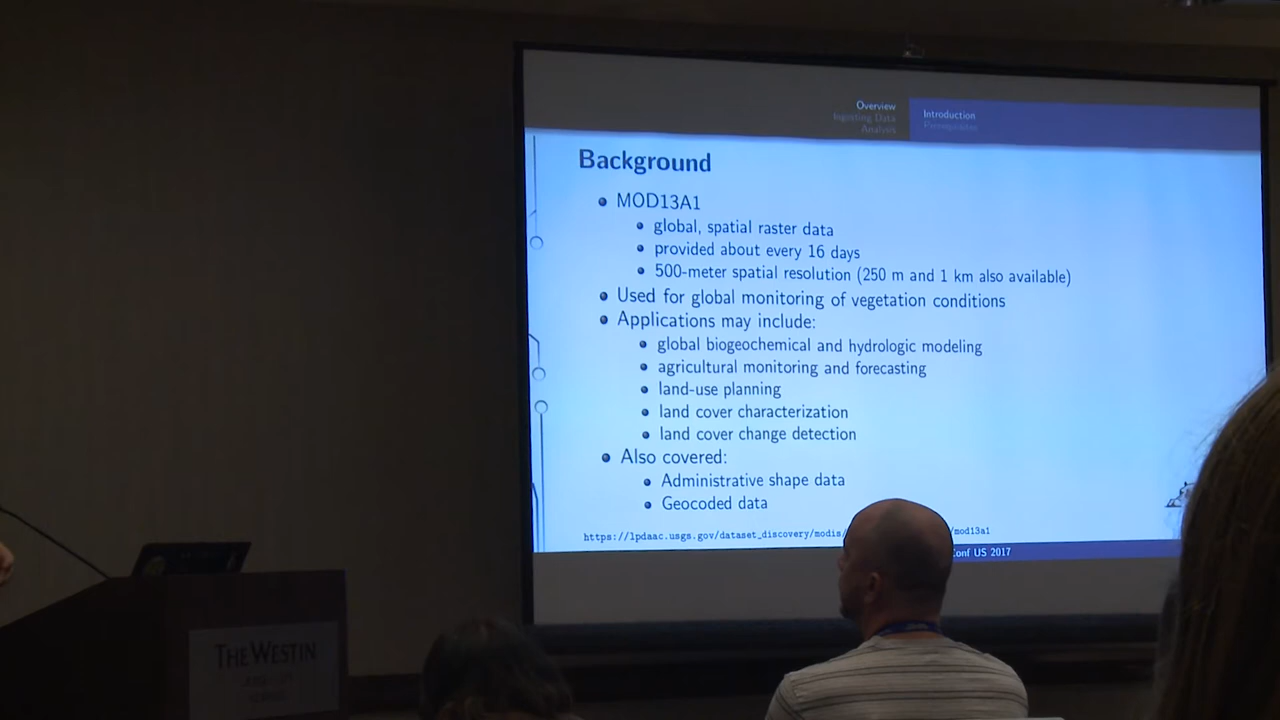 Overview
Ingesting Data
Analysis
Introduction
Prerequisites
Background
MOD13A1
global, spatial raster data
provided about every 16 days
500-meter spatial resolution (250 m and 1 km also available)
Used for global monitoring of vegetation conditions
Applications may include:
global biogeochemical and hydrologic modeling
agricultural monitoring and forecasting
land-use planning
land cover characterization
land cover change detection
Also covered:
Administrative shape data
Geocoded data
https://lpdaac.usgs.gov/dataset_discovery/modis/ /mod13a1
Conf US 2017
THE WESTIN